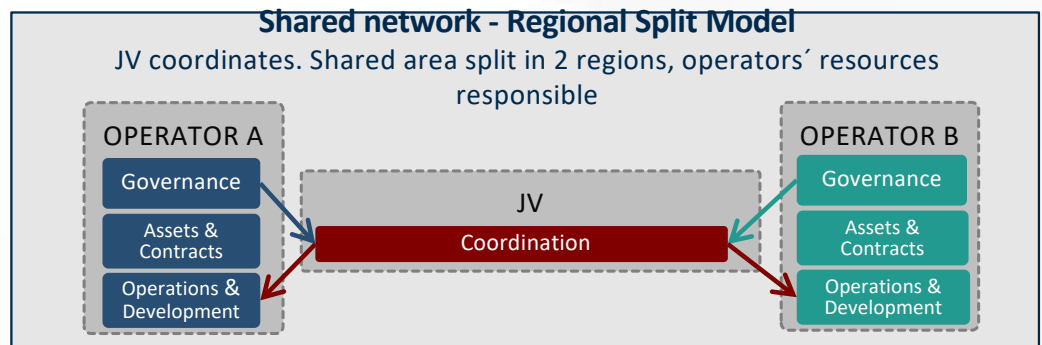 Shared network - Regional Split Model
JV coordinates. Shared area split in 2 regions, operators´ resources
responsible
OPERATOR A
Governance
Assets &
Contracts
Operations &
Development
JV
Coordination
OPERATOR B
Governance
Assets &
Contracts
Operations &
Development